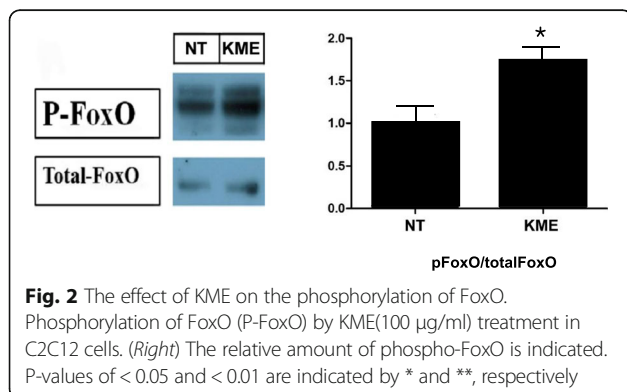 NT KME
P-FoxO
Total-FoxO
*
2.0
1.5
1.0
0.5
0.0
NT KME
pFoxO/totalFoxO
Fig. 2 The effect of KME on the phosphorylation of FoxO.
Phosphorylation of FoxO (P-FoxO) by KME(100 μg/ml) treatment in
C2C12 cells. (Right) The relative amount of phospho-FoxO is indicated.
P-values of < 0.05 and < 0.01 are indicated by * and **, respectively